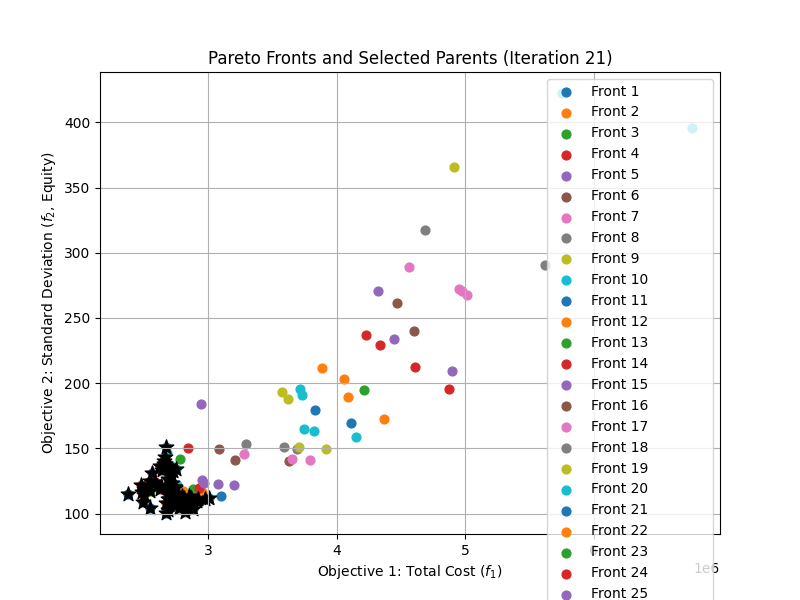 Pareto Fronts and Selected Parents (Iteration 21)
Objective 2: Standard Deviation (f₂, Equity)
400
350
300
250
200
150
100
3 4 5 6
1e6
Objective 1: Total Cost (f₁)
Front 1
Front 2
Front 3
Front 4
Front 5
Front 6
Front 7
Front 8
Front 9
Front 10
Front 11
Front 12
Front 13
Front 14
Front 15
Front 16
Front 17
Front 18
Front 19
Front 20
Front 21
Front 22
Front 23
Front 24
Front 25